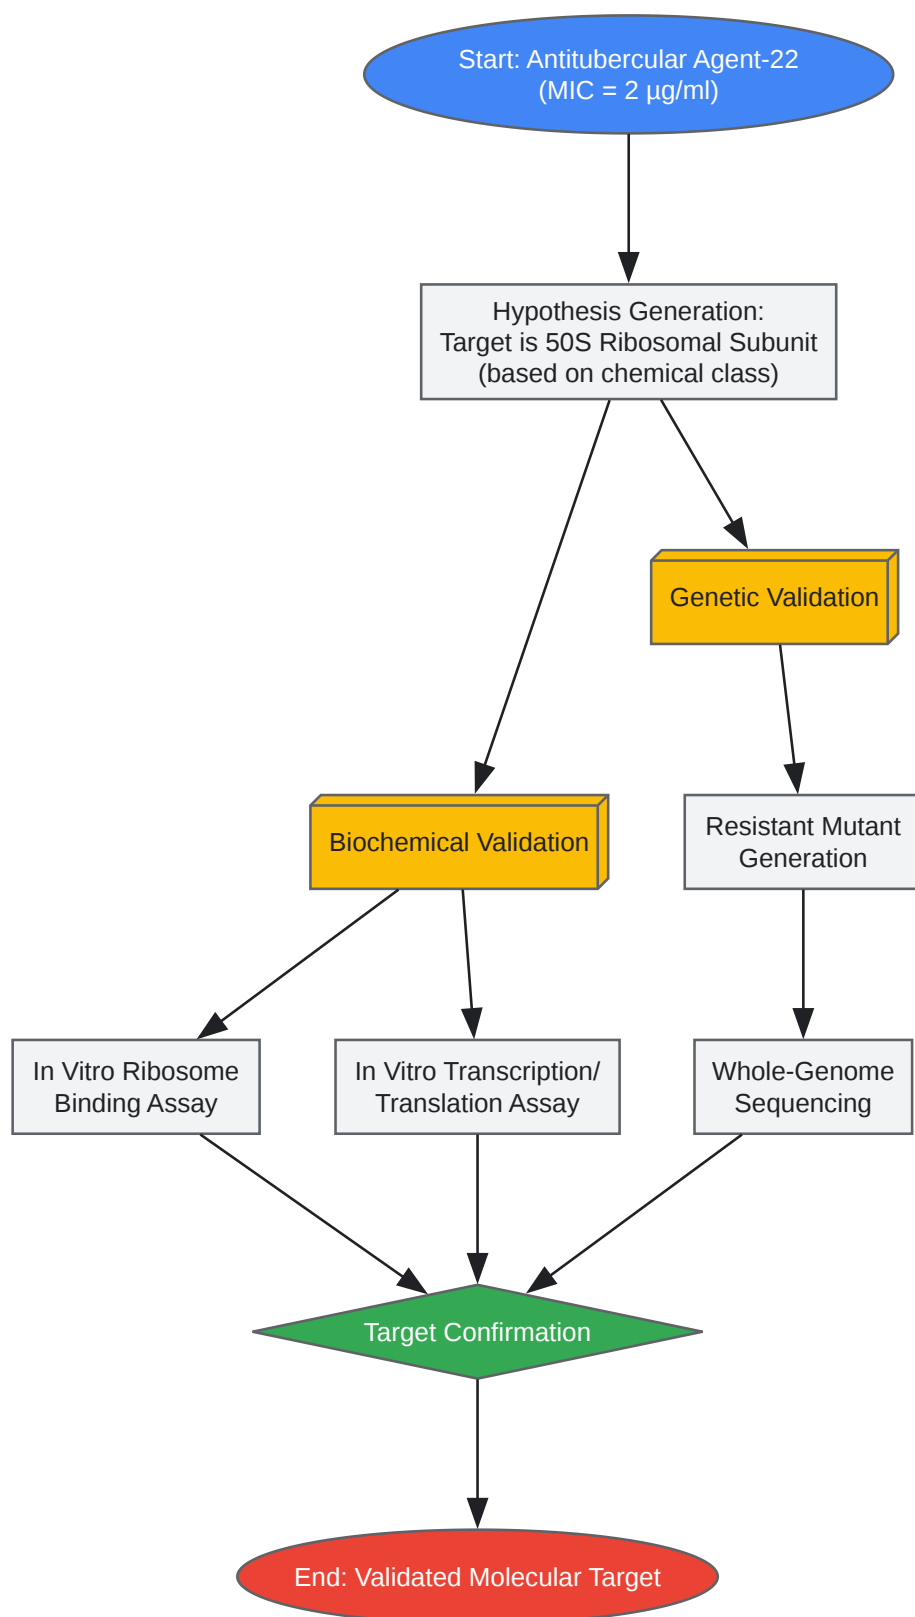 Start: Antitubercular Agent-22
(MIC = 2 µg/ml)
Hypothesis Generation:
Target is 50S Ribosomal Subunit
(based on chemical class)
Genetic Validation
Biochemical Validation
Resistant Mutant
Generation
In Vitro Ribosome
Binding Assay
In Vitro Transcription/
Translation Assay
Whole-Genome
Sequencing
Target Confirmation
End: Validated Molecular Target